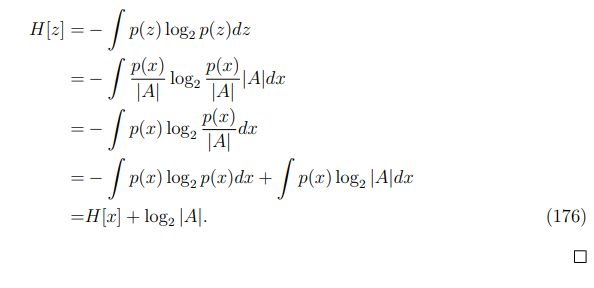 H[z] = − ∫ p(z) log₂ p(z)dz
= − ∫ p(x)/|A| log₂ p(x)/|A| |A|dx
= − ∫ p(x) log₂ p(x)/|A| dx
= − ∫ p(x) log₂ p(x)dx + ∫ p(x) log₂ |A|dx
=H[x] + log₂ |A|. (176)
□